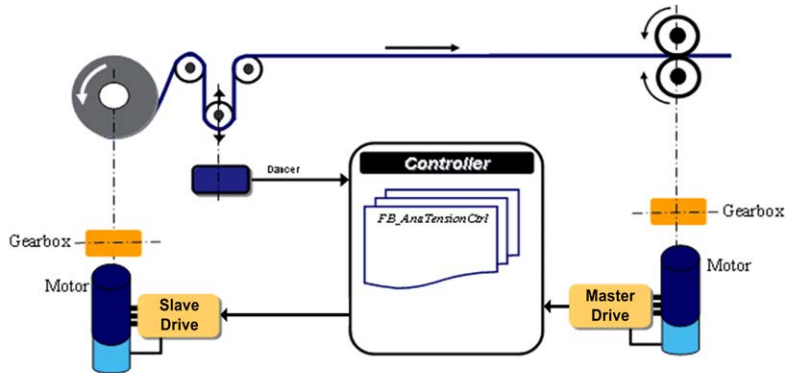 Dancer
Controller
FB_AnaTensionCtrl
Gearbox
Gearbox
Motor
Slave
Drive
Master
Drive
Motor